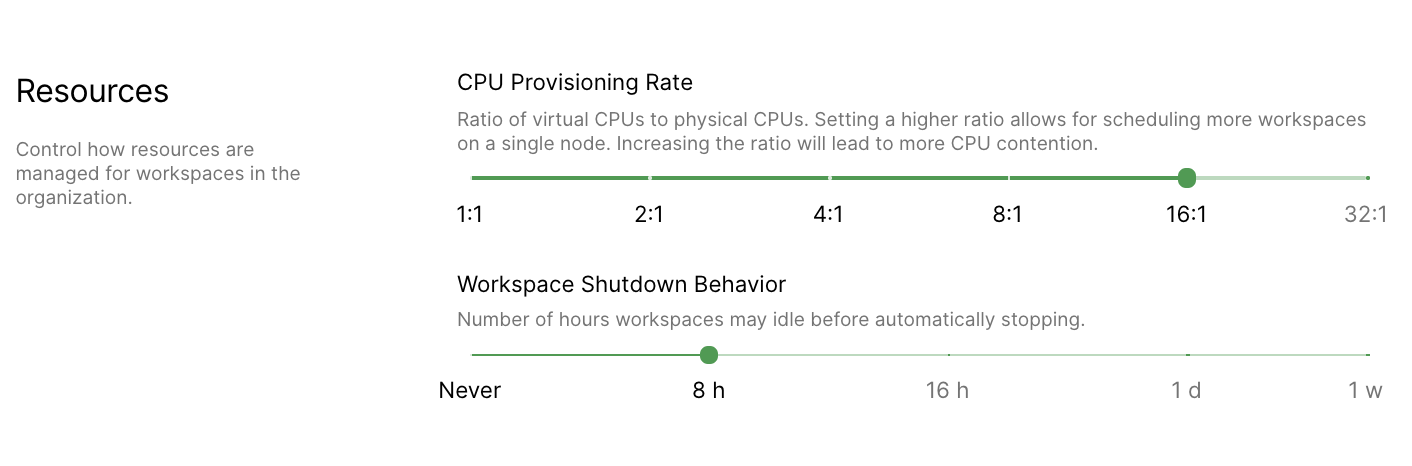 Resources
Control how resources are
managed for workspaces in the
organization.
CPU Provisioning Rate
Ratio of virtual CPUs to physical CPUs. Setting a higher ratio allows for scheduling more workspaces
on a single node. Increasing the ratio will lead to more CPU contention.
1:1 2:1 4:1 8:1 16:1 32:1
Workspace Shutdown Behavior
Number of hours workspaces may idle before automatically stopping.
Never 8 h 16 h 1 d 1 w